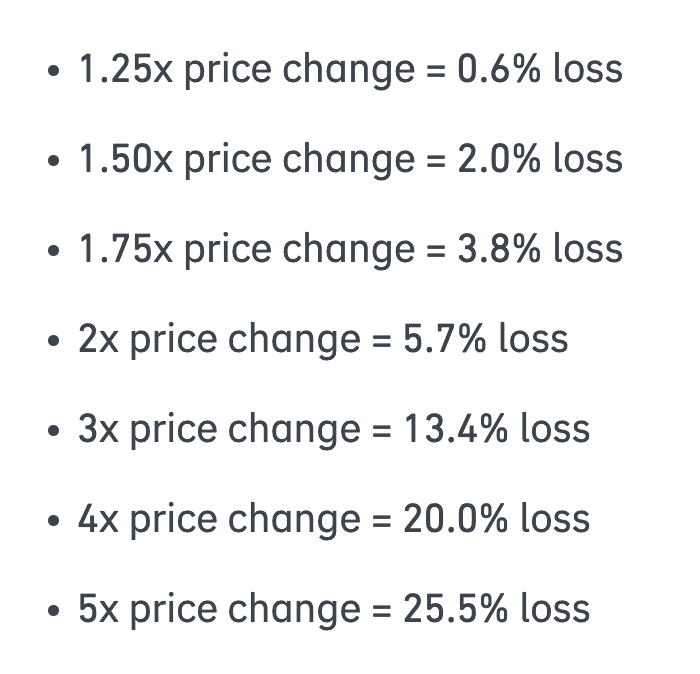 • 1.25x price change = 0.6% loss
• 1.50x price change = 2.0% loss
• 1.75x price change = 3.8% loss
• 2x price change = 5.7% loss
• 3x price change = 13.4% loss
• 4x price change = 20.0% loss
• 5x price change = 25.5% loss